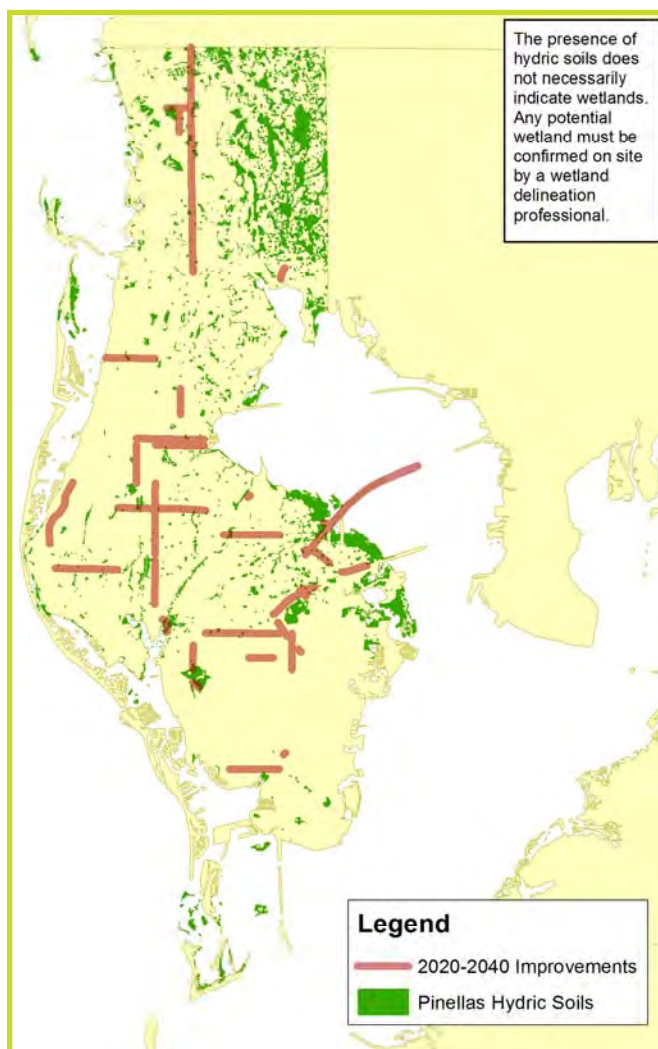 The presence of
hydric soils does
not necessarily
indicate wetlands.
Any potential
wetland must be
confirmed on site
by a wetland
delineation
professional.
Legend
2020-2040 Improvements
Pinellas Hydric Soils